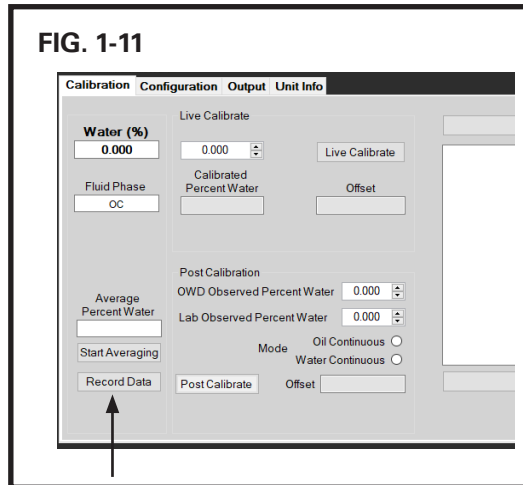 FIG. 1-11
Calibration Configuration Output Unit Info
Water (%)
0.000
Fluid Phase
OC
Average
Percent Water
Start Averaging
Record Data
Live Calibrate
0.000
Live Calibrate
Calibrated
Percent Water
Offset
Post Calibration
OWD Observed Percent Water 0.000
Lab Observed Percent Water 0.000
Mode
Oil Continuous
Water Continuous
Post Calibrate
Offset